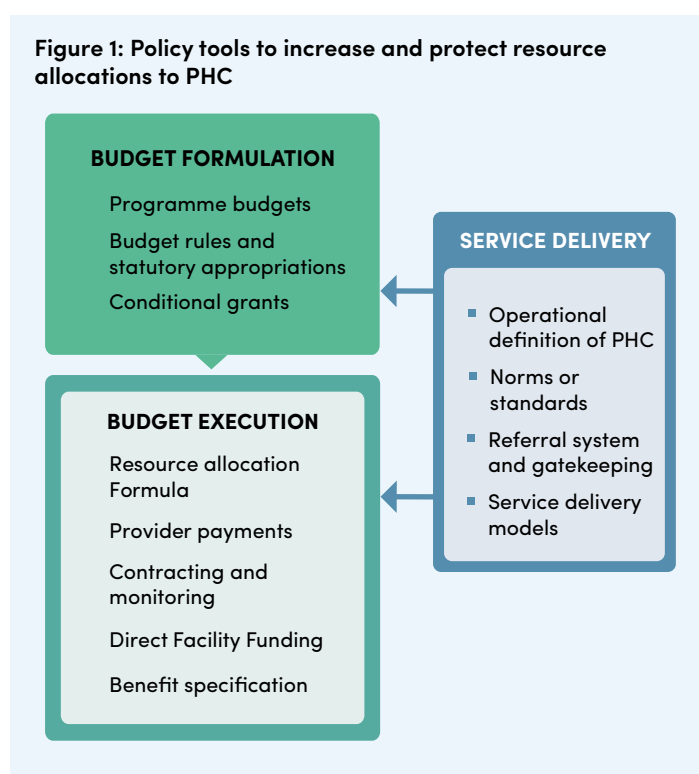 Figure 1: Policy tools to increase and protect resource
allocations to PHC
BUDGET FORMULATION
Programme budgets
Budget rules and
statutory appropriations
Conditional grants
BUDGET EXECUTION
Resource allocation
Formula
Provider payments
Contracting and
monitoring
Direct Facility Funding
Benefit specification
SERVICE DELIVERY
Operational
definition of PHC
Norms or
standards
Referral system
and gatekeeping
Service delivery
models